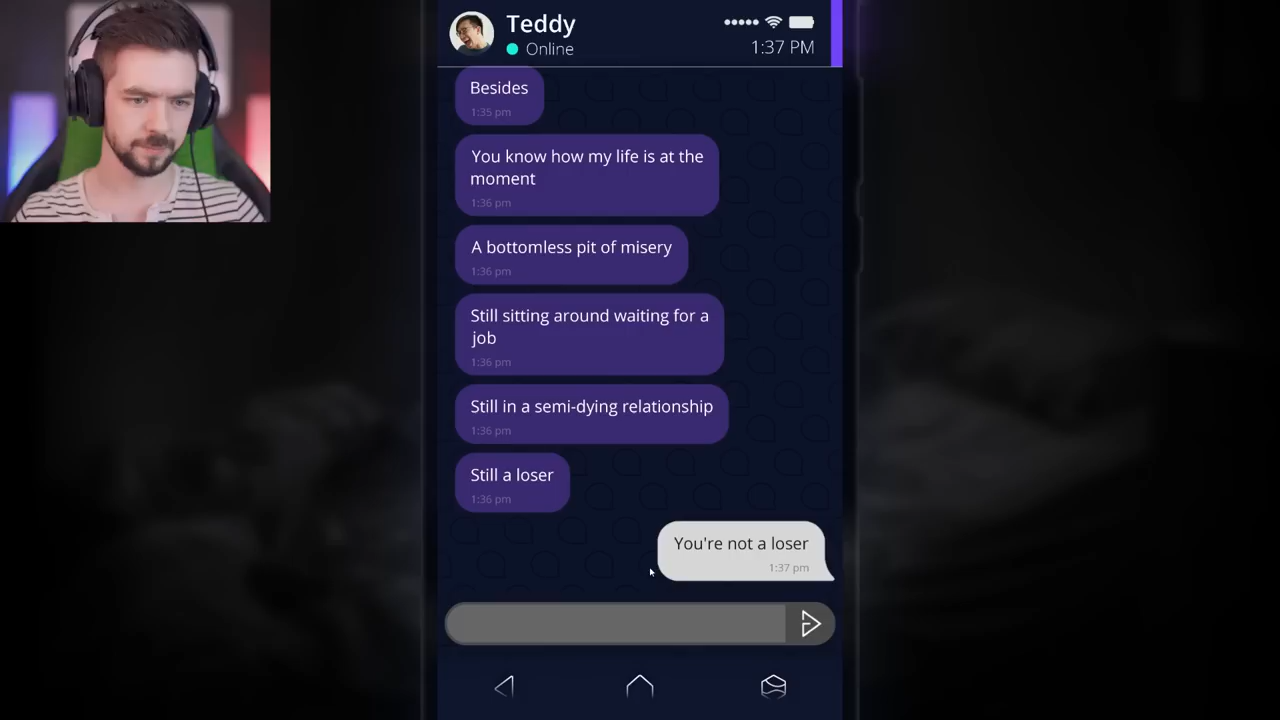 Teddy
Online
1:37 PM
Besides
1:35 pm
You know how my life is at the
moment
1:36 pm
A bottomless pit of misery
1:36 pm
Still sitting around waiting for a
job
1:36 pm
Still in a semi-dying relationship
1:36 pm
Still a loser
1:36 pm
You're not a loser
1:37 pm